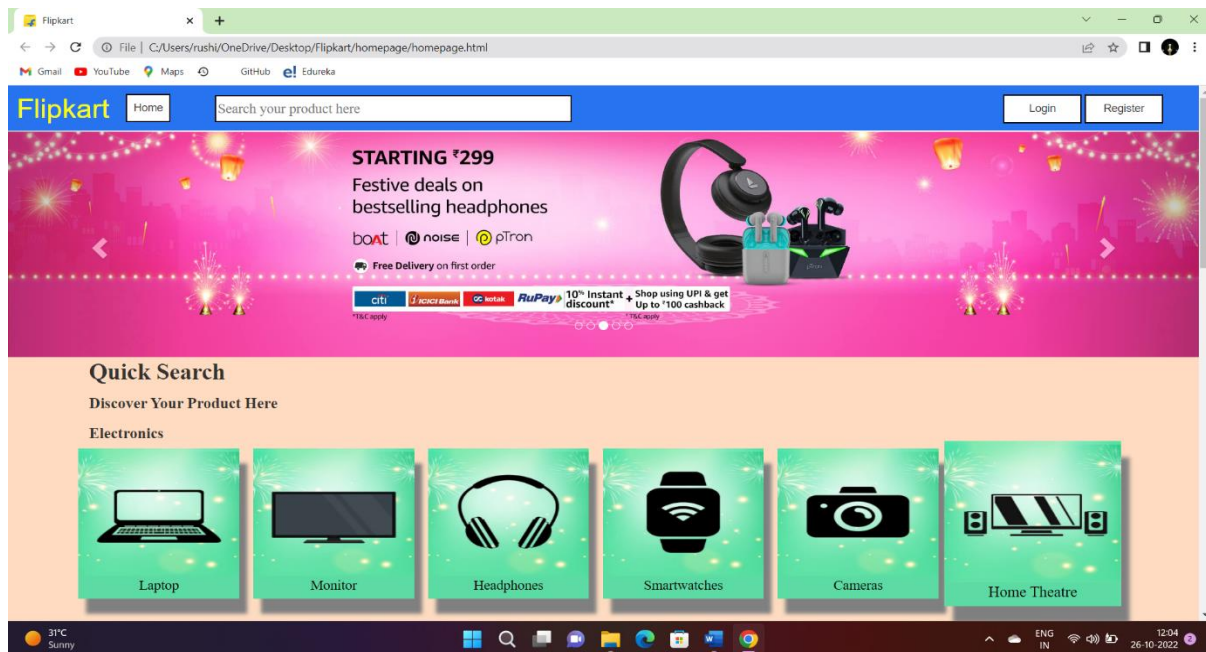 Flipkart
File | C:/Users/rushi/OneDrive/Desktop/Flipkart/homepage/homepage.html
Gmail YouTube Maps GitHub e! Edureka
Flipkart Home Search your product here Login Register
STARTING ₹299
Festive deals on
bestselling headphones
boAt | noise | pTron
Free Delivery on first order
citi ICICI Bank kotak RuPay 10% Instant discount* + Shop using UPI & get Up to ₹100 cashback
*T&C apply *T&C apply
Quick Search
Discover Your Product Here
Electronics
Laptop Monitor Headphones Smartwatches Cameras Home Theatre
31°C
Sunny
ENG
IN
12:04
26-10-2022
2